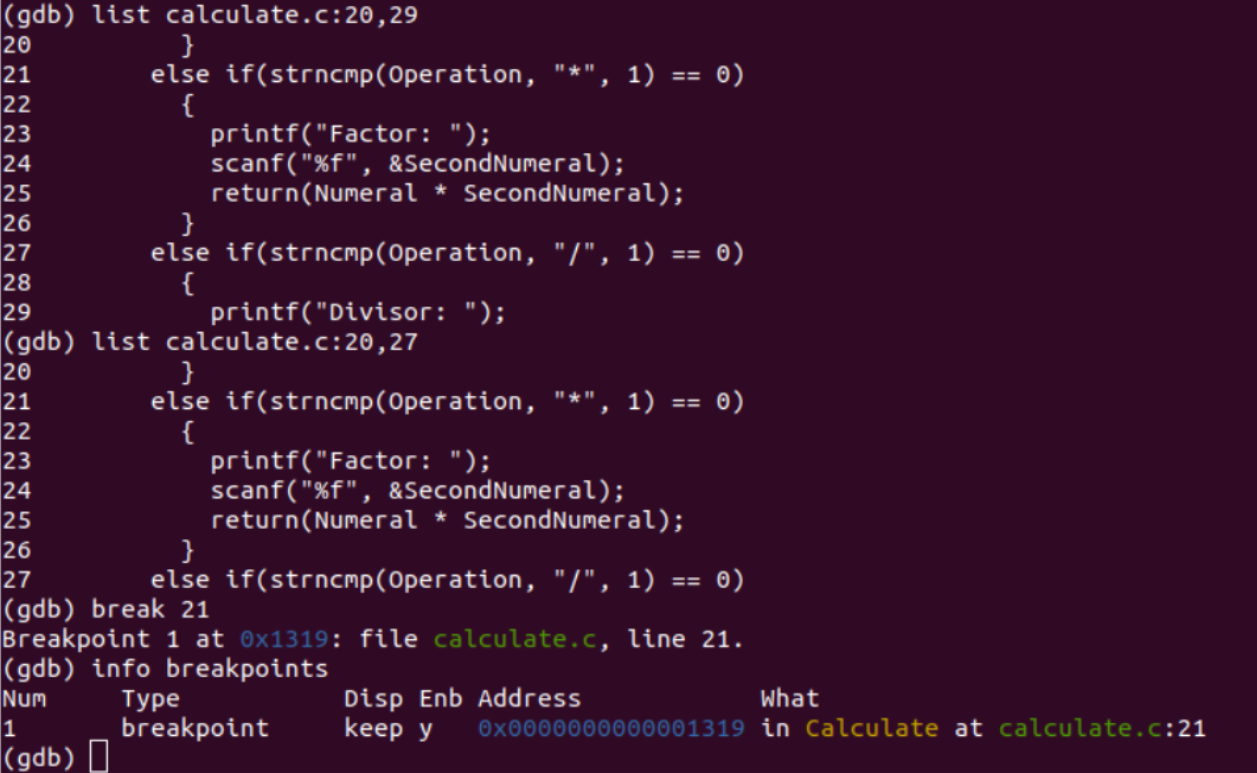 (gdb) list calculate.c:20,29
20          }
21        else if(strncmp(Operation, "*", 1) == 0)
22          {
23            printf("Factor: ");
24            scanf("%f", &SecondNumeral);
25            return(Numeral * SecondNumeral);
26          }
27        else if(strncmp(Operation, "/", 1) == 0)
28          {
29            printf("Divisor: ");
(gdb) list calculate.c:20,27
20          }
21        else if(strncmp(Operation, "*", 1) == 0)
22          {
23            printf("Factor: ");
24            scanf("%f", &SecondNumeral);
25            return(Numeral * SecondNumeral);
26          }
27        else if(strncmp(Operation, "/", 1) == 0)
(gdb) break 21
Breakpoint 1 at 0x1319: file calculate.c, line 21.
(gdb) info breakpoints
Num     Type           Disp Enb Address            What
1       breakpoint     keep y   0x0000000000001319 in Calculate at calculate.c:21
(gdb)